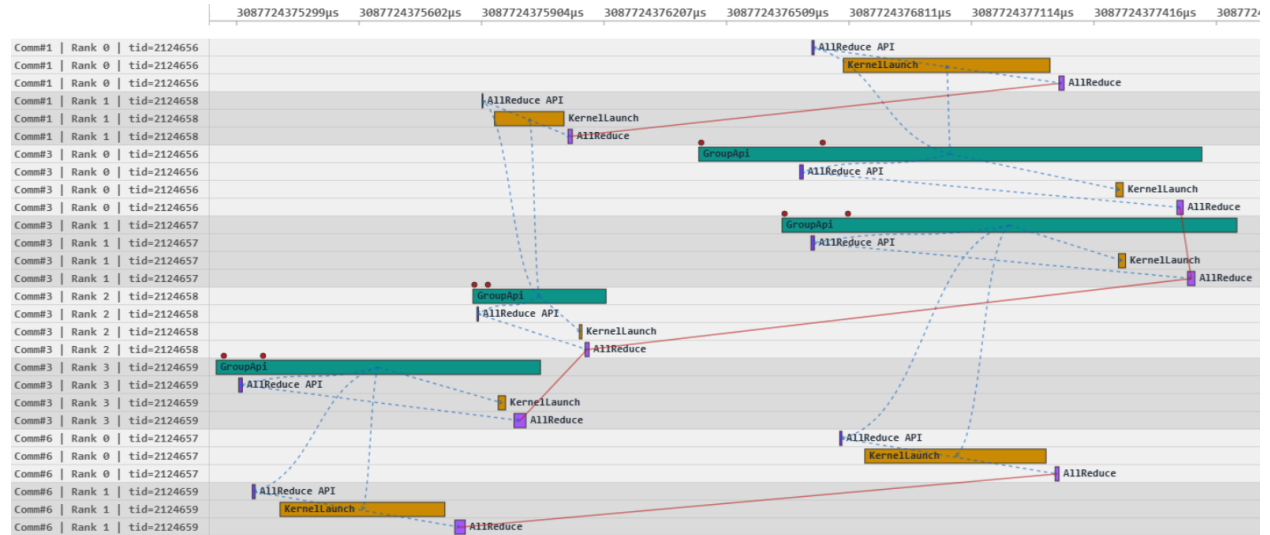 3087724375299µs 3087724375602µs 3087724375904µs 3087724376207µs 3087724376509µs 3087724376811µs 3087724377114µs 3087724377416µs 308772
Comm#1 | Rank 0 | tid=2124656 AllReduce API
Comm#1 | Rank 0 | tid=2124656 KernelLaunch
Comm#1 | Rank 0 | tid=2124656 AllReduce
Comm#1 | Rank 1 | tid=2124658 AllReduce API
Comm#1 | Rank 1 | tid=2124658 KernelLaunch
Comm#1 | Rank 1 | tid=2124658 AllReduce
Comm#3 | Rank 0 | tid=2124656 GroupApi
Comm#3 | Rank 0 | tid=2124656 AllReduce API
Comm#3 | Rank 0 | tid=2124656 KernelLaunch
Comm#3 | Rank 0 | tid=2124656 AllReduce
Comm#3 | Rank 1 | tid=2124657 GroupApi
Comm#3 | Rank 1 | tid=2124657 AllReduce API
Comm#3 | Rank 1 | tid=2124657 KernelLaunch
Comm#3 | Rank 1 | tid=2124657 AllReduce
Comm#3 | Rank 2 | tid=2124658 GroupApi
Comm#3 | Rank 2 | tid=2124658 AllReduce API
Comm#3 | Rank 2 | tid=2124658 KernelLaunch
Comm#3 | Rank 2 | tid=2124658 AllReduce
Comm#3 | Rank 3 | tid=2124659 GroupApi
Comm#3 | Rank 3 | tid=2124659 AllReduce API
Comm#3 | Rank 3 | tid=2124659 KernelLaunch
Comm#3 | Rank 3 | tid=2124659 AllReduce
Comm#6 | Rank 0 | tid=2124657 AllReduce API
Comm#6 | Rank 0 | tid=2124657 KernelLaunch
Comm#6 | Rank 0 | tid=2124657 AllReduce
Comm#6 | Rank 1 | tid=2124659 AllReduce API
Comm#6 | Rank 1 | tid=2124659 KernelLaunch
Comm#6 | Rank 1 | tid=2124659 AllReduce